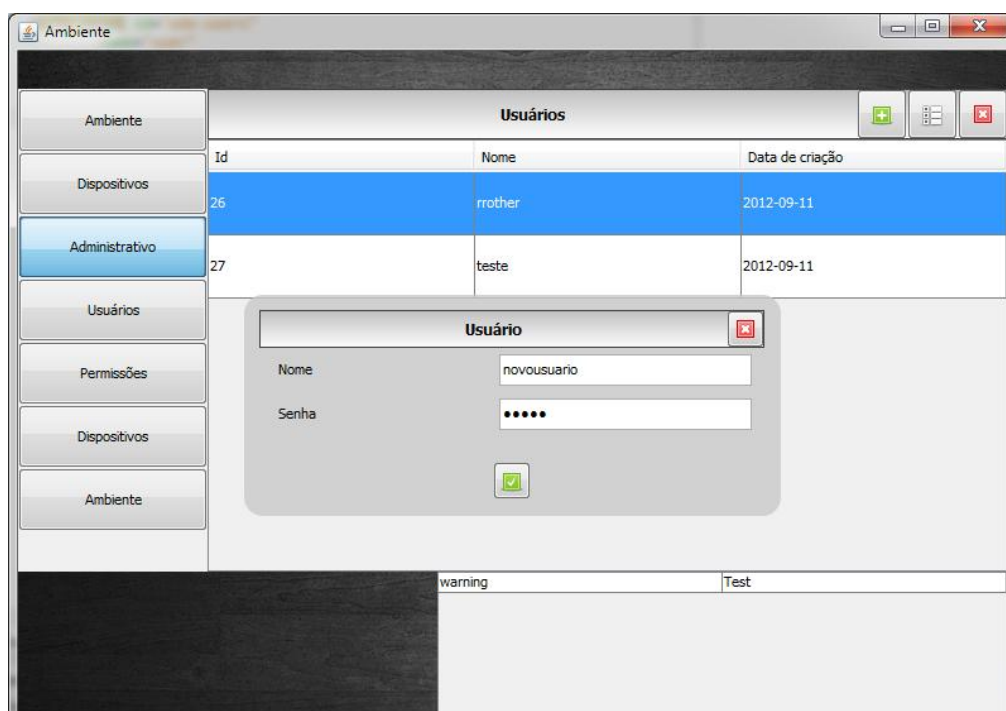 Ambiente
Ambiente
Usuários
Id Nome Data de criação
Dispositivos
26 rrother 2012-09-11
Administrativo
27 teste 2012-09-11
Usuários
Usuário
Permissões
Nome novousuario
Senha •••••
Dispositivos
Ambiente
warning Test